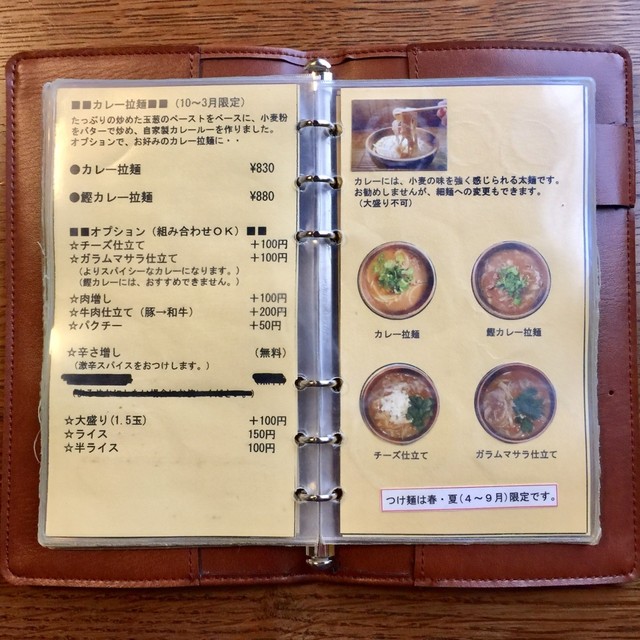 ■■カレー拉麺■■（10～3月限定）
たっぷりの炒めた玉葱のペーストをベースに、小麦粉
をバターで炒め、自家製カレールーを作りました。
オプションで、お好みのカレー拉麺に・・
●カレー拉麺 ¥830
●鰹カレー拉麺 ¥880
■■オプション（組み合わせＯＫ）■■
☆チーズ仕立て ＋100円
☆ガラムマサラ仕立て ＋100円
（よりスパイシーなカレーになります。）
（鰹カレーには、おすすめできません。）
☆肉増し ＋100円
☆牛肉仕立て（豚→和牛） ＋200円
☆パクチー ＋50円
☆辛さ増し （無料）
（激辛スパイスをおつけします。）
☆大盛り(1.5玉) ＋100円
☆ライス 150円
☆半ライス 100円
カレーには、小麦の味を強く感じられる太麺です。
お勧めしませんが、細麺への変更もできます。
（大盛り不可）
カレー拉麺
鰹カレー拉麺
チーズ仕立て
ガラムマサラ仕立て
つけ麺は春・夏(４～９月)限定です。